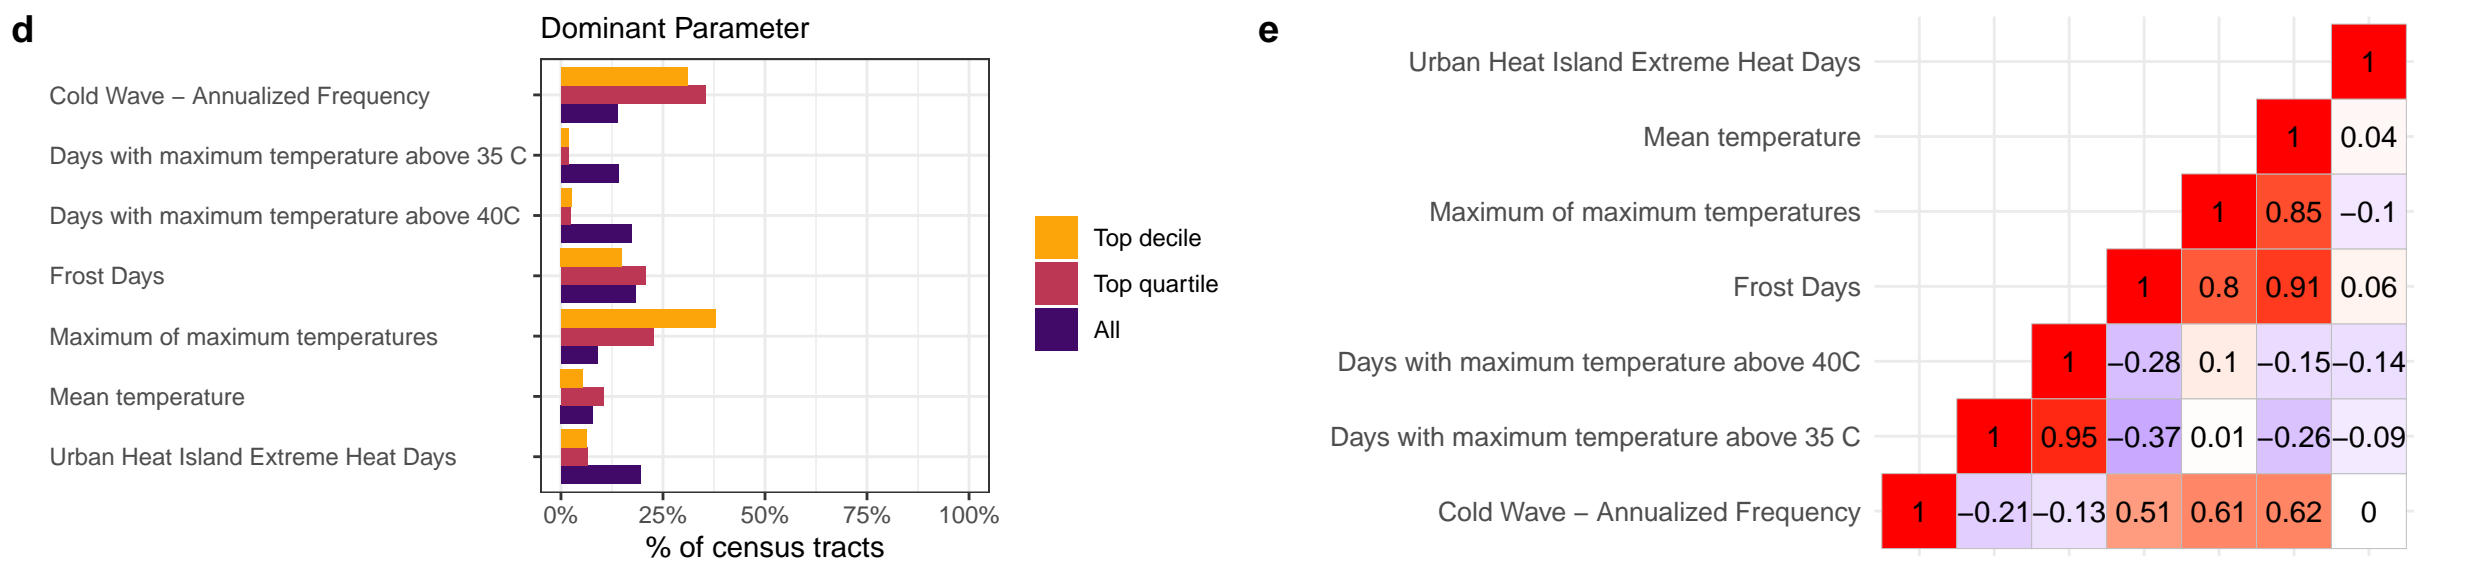 d
Dominant Parameter
Cold Wave – Annualized Frequency
Days with maximum temperature above 35 C
Days with maximum temperature above 40C
Frost Days
Maximum of maximum temperatures
Mean temperature
Urban Heat Island Extreme Heat Days
0% 25% 50% 75% 100%
% of census tracts
Top decile
Top quartile
All
e
Urban Heat Island Extreme Heat Days 1
Mean temperature 1 0.04
Maximum of maximum temperatures 1 0.85 −0.1
Frost Days 1 0.8 0.91 0.06
Days with maximum temperature above 40C 1 −0.28 0.1 −0.15 −0.14
Days with maximum temperature above 35 C 1 0.95 −0.37 0.01 −0.26 −0.09
Cold Wave – Annualized Frequency 1 −0.21 −0.13 0.51 0.61 0.62 0